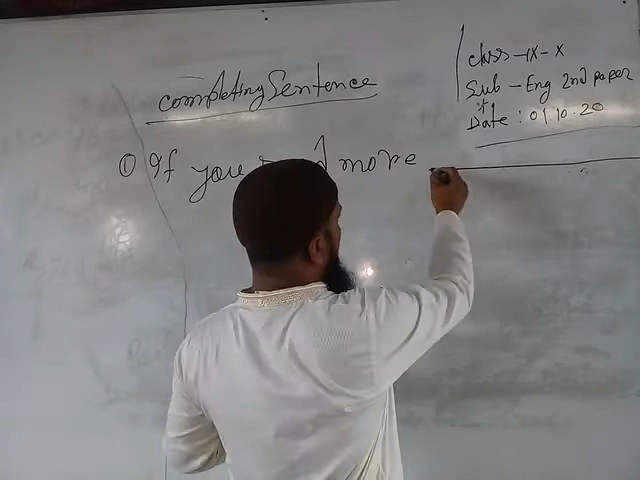 Completing Sentence
Class - IX - X
Sub - Eng 2nd paper
Date : 01.10.20
① If you more